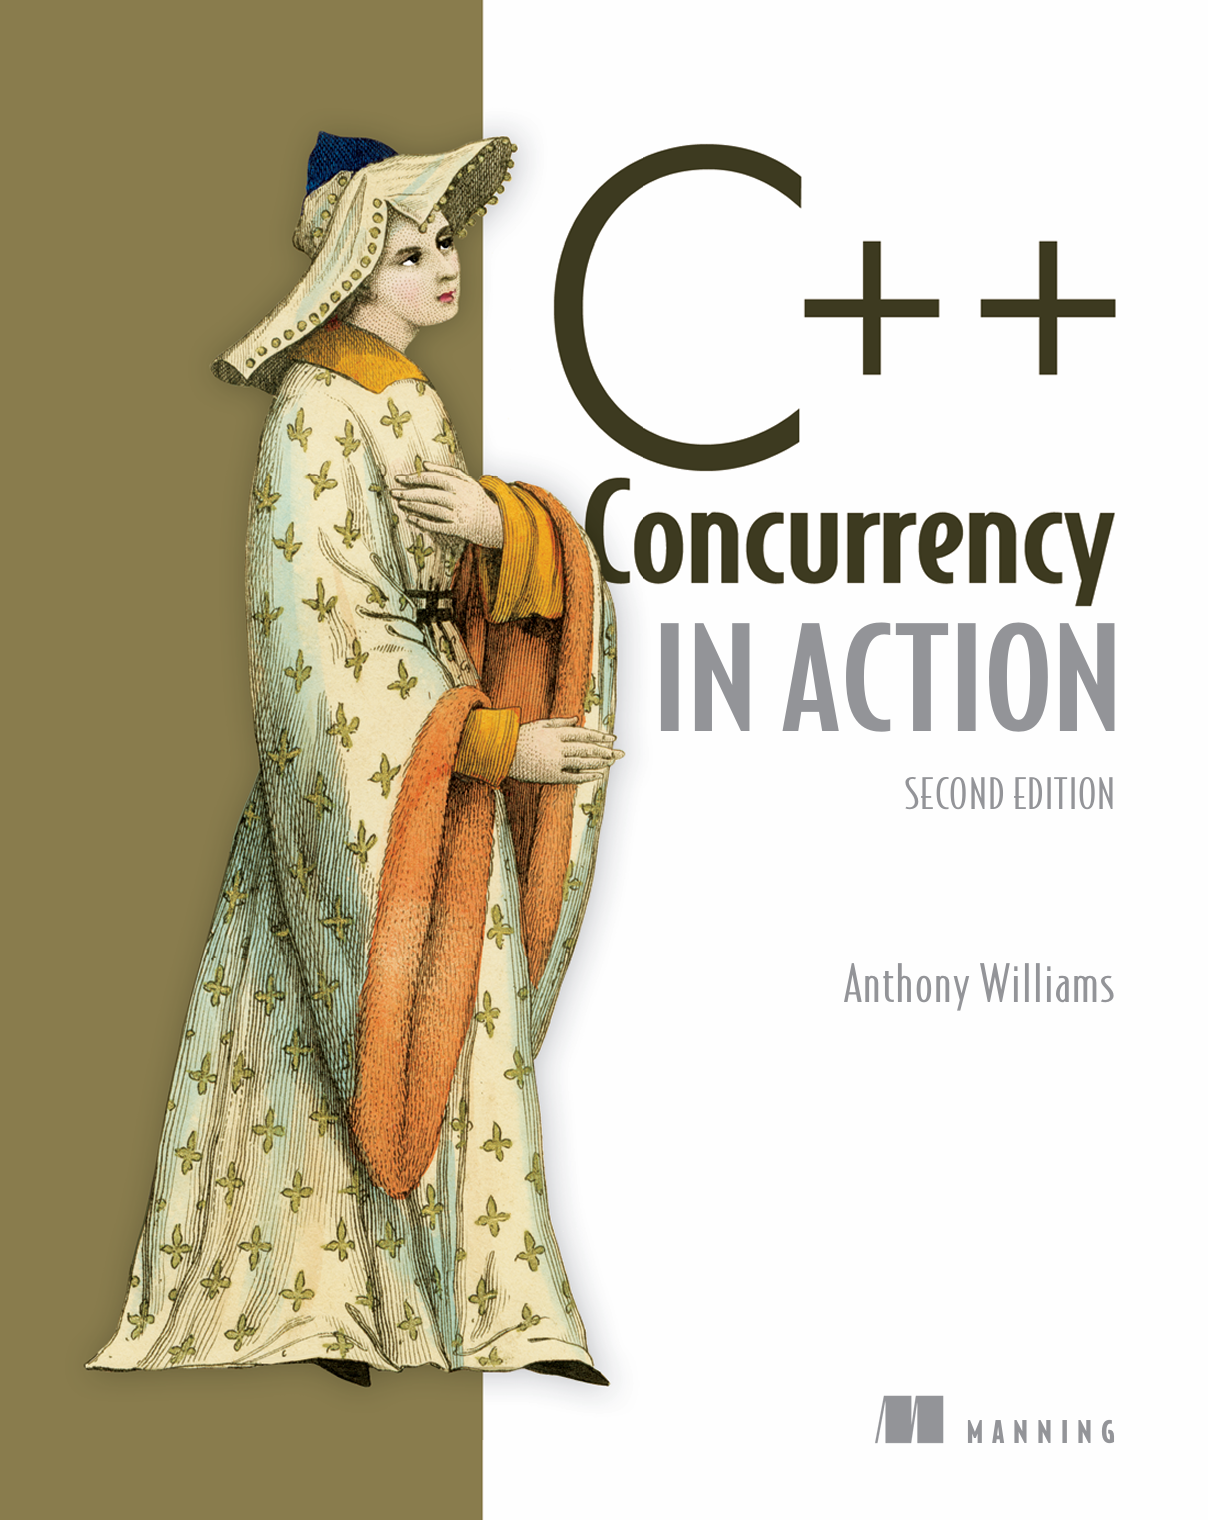 C++
Concurrency
IN ACTION
SECOND EDITION
Anthony Williams
MANNING